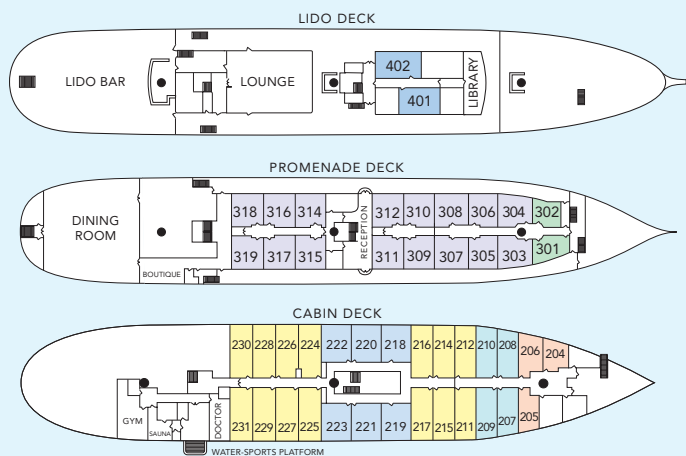 LIDO DECK
LIDO BAR
LOUNGE
402
401
LIBRARY
PROMENADE DECK
DINING
ROOM
BOUTIQUE
318 316 314
319 317 315
RECEPTION
312 310 308 306 304 302
311 309 307 305 303 301
CABIN DECK
230 228 226 224 222 220 218 216 214 212 210 208 206 204
231 229 227 225 223 221 219 217 215 211 209 207 205
GYM
SAUNA
DOCTOR
WATER-SPORTS PLATFORM